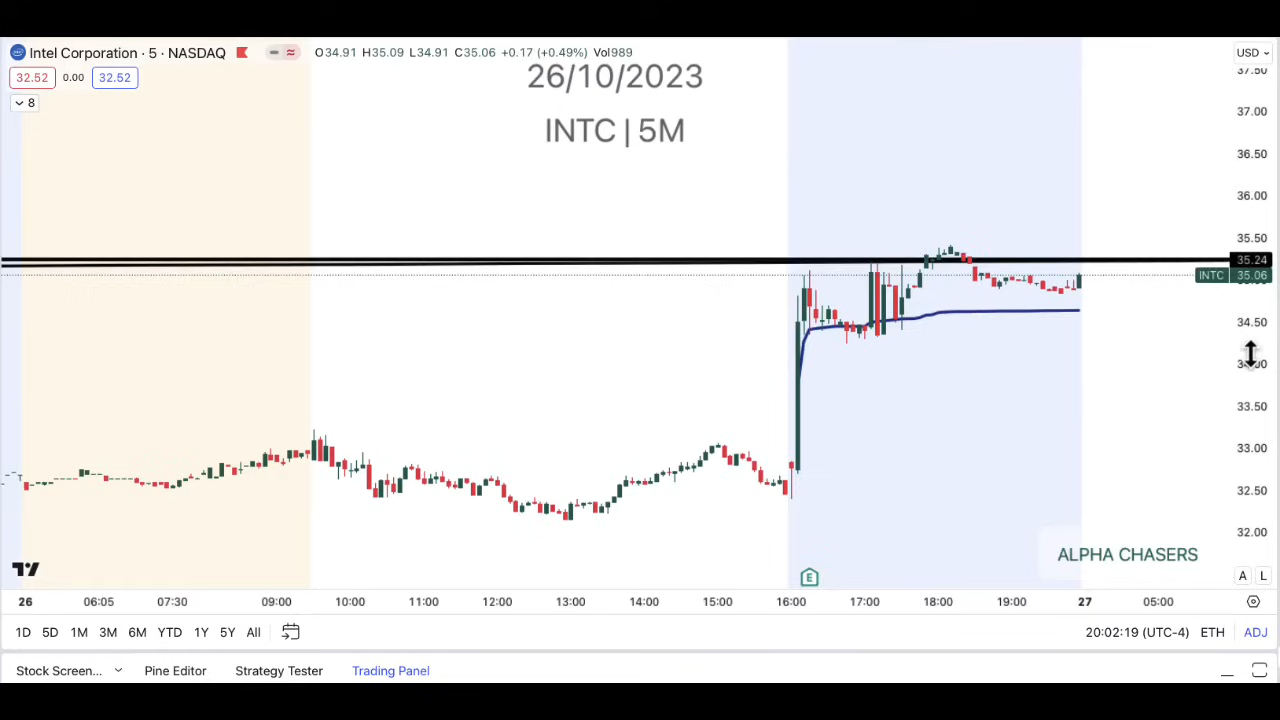 Intel Corporation · 5 · NASDAQ O34.91 H35.09 L34.91 C35.06 +0.17 (+0.49%) Vol989 USD
32.52 0.00 32.52
8
26/10/2023
INTC | 5M
37.50
37.00
36.50
36.00
35.50
35.24
INTC 35.06
34.50
34.00
33.50
33.00
32.50
32.00
ALPHA CHASERS
E
A L
26 06:05 07:30 09:00 10:00 11:00 12:00 13:00 14:00 15:00 16:00 17:00 18:00 19:00 27 05:00
1D 5D 1M 3M 6M YTD 1Y 5Y All 20:02:19 (UTC-4) ETH ADJ
Stock Screen... Pine Editor Strategy Tester Trading Panel